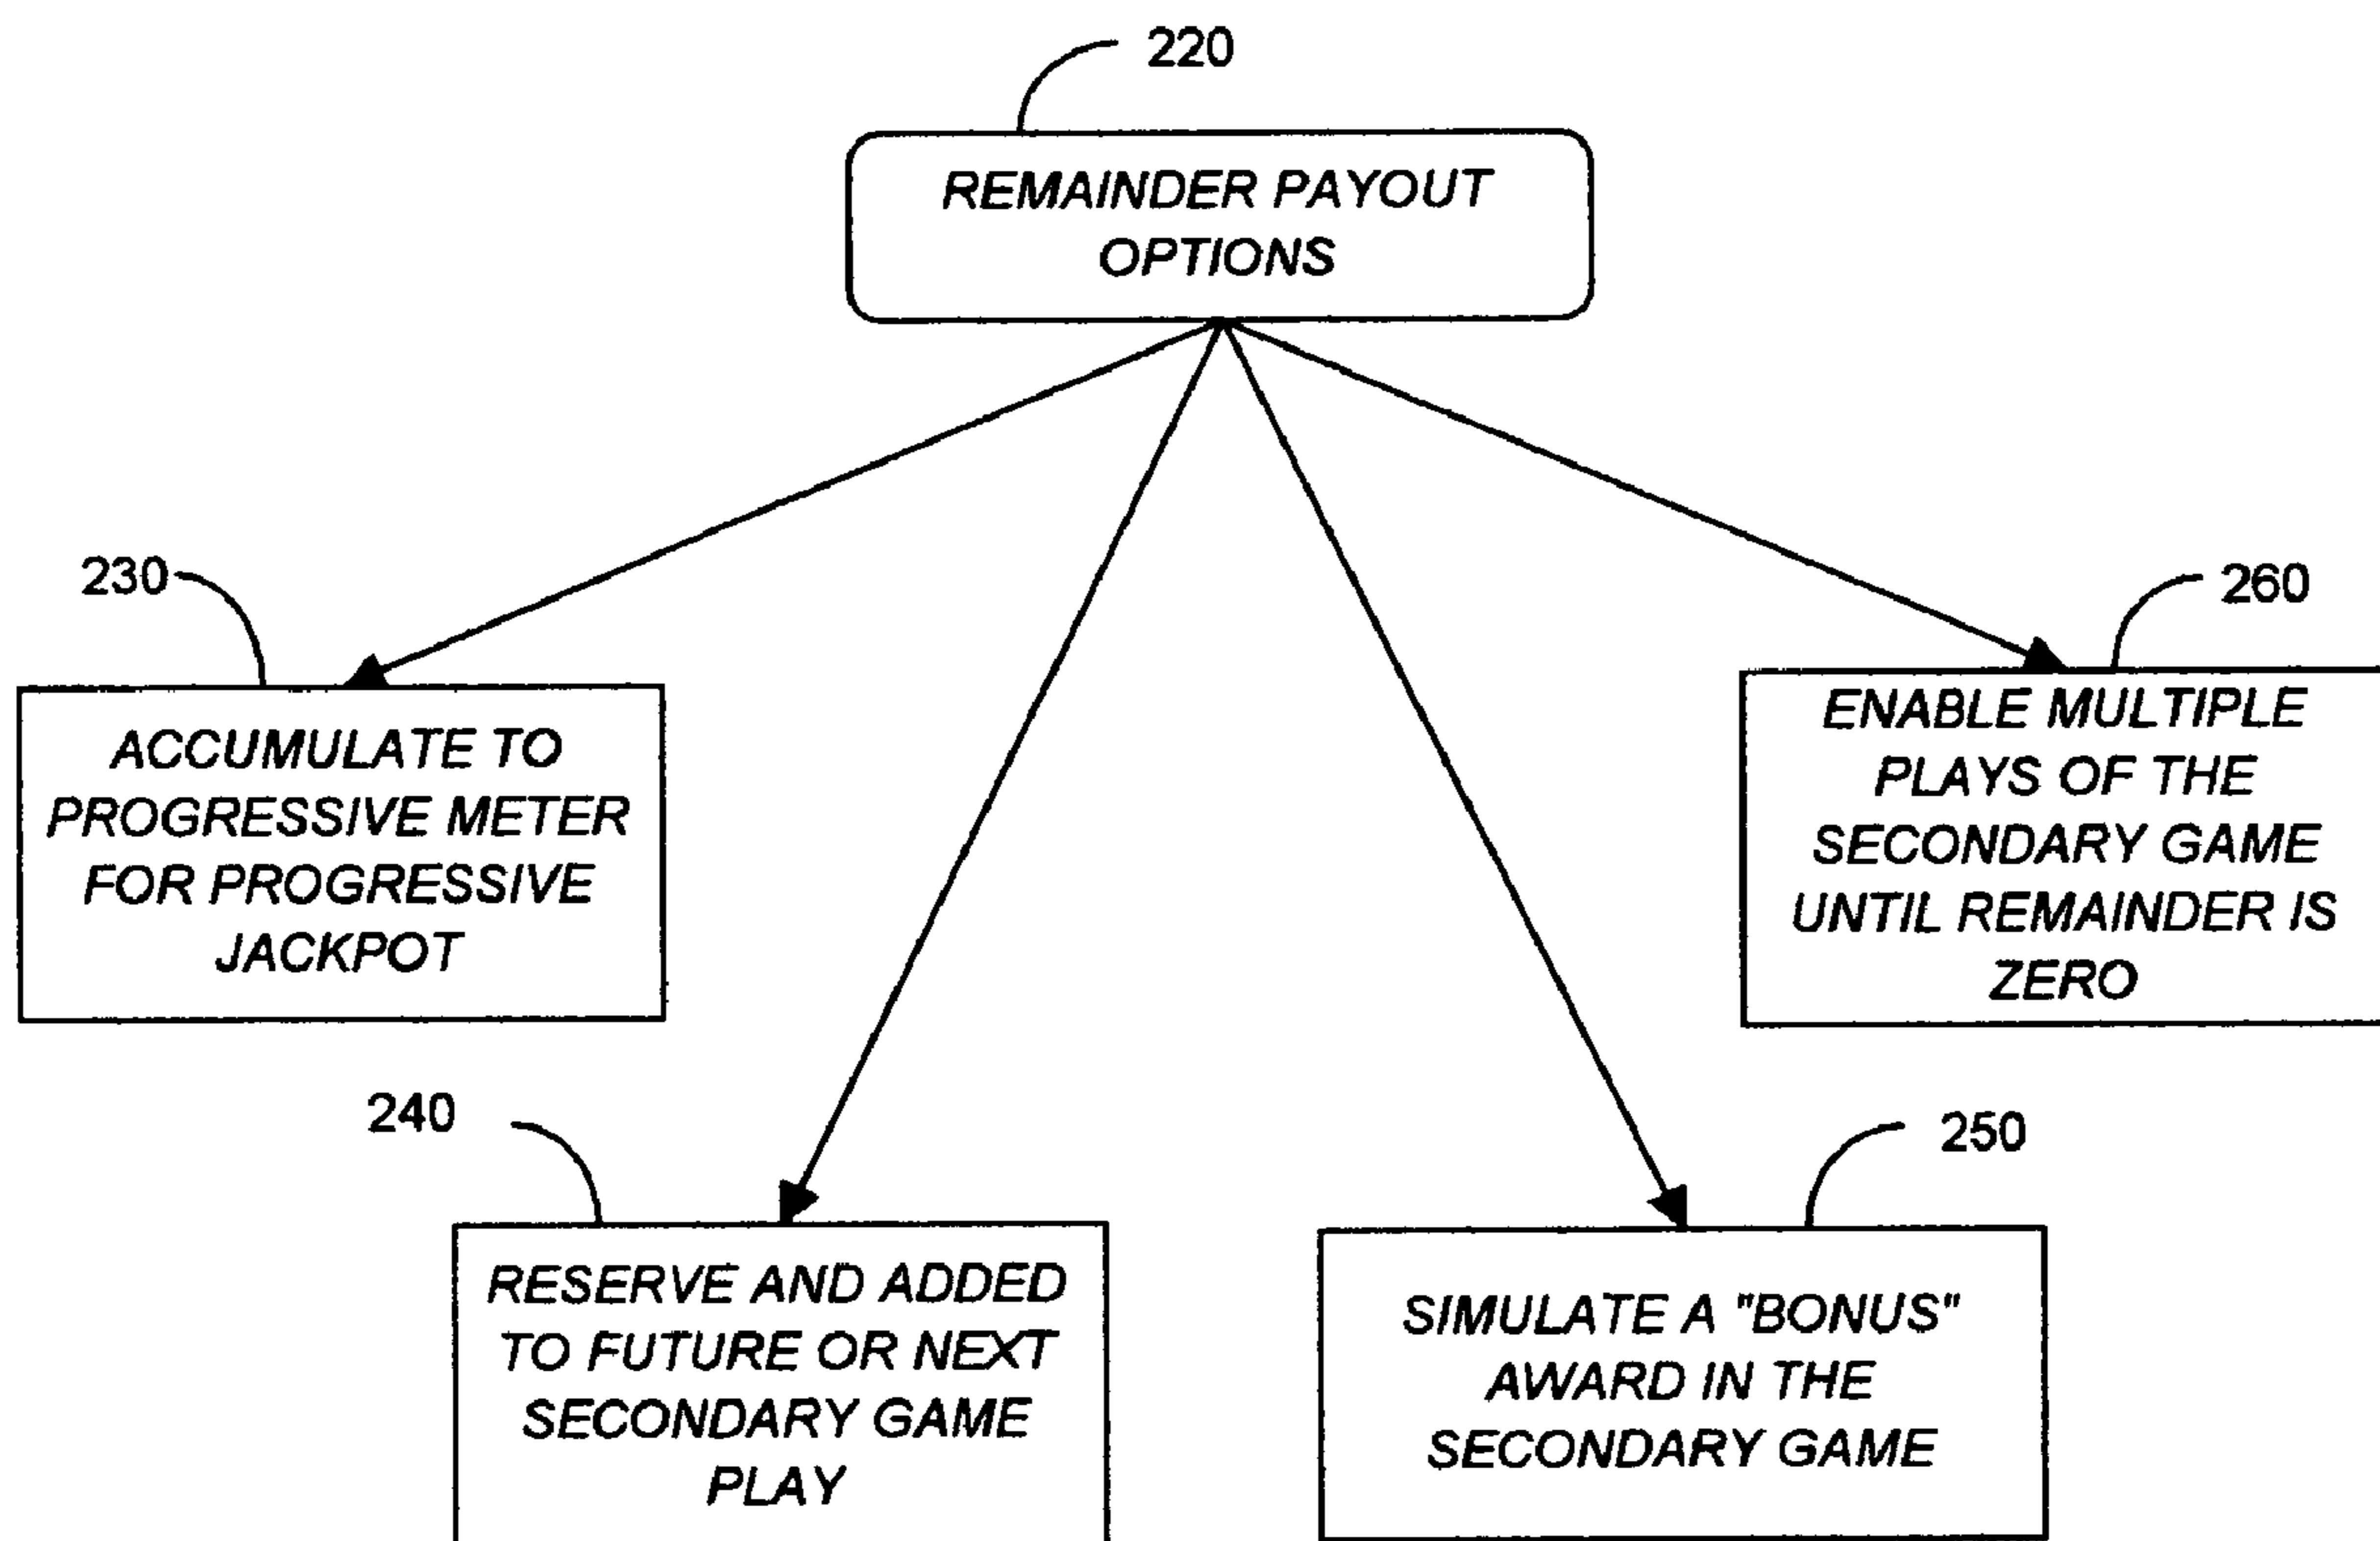 220
REMAINDER PAYOUT
OPTIONS
230
ACCUMULATE TO
PROGRESSIVE METER
FOR PROGRESSIVE
JACKPOT
260
ENABLE MULTIPLE
PLAYS OF THE
SECONDARY GAME
UNTIL REMAINDER IS
ZERO
240
RESERVE AND ADDED
TO FUTURE OR NEXT
SECONDARY GAME
PLAY
250
SIMULATE A "BONUS"
AWARD IN THE
SECONDARY GAME